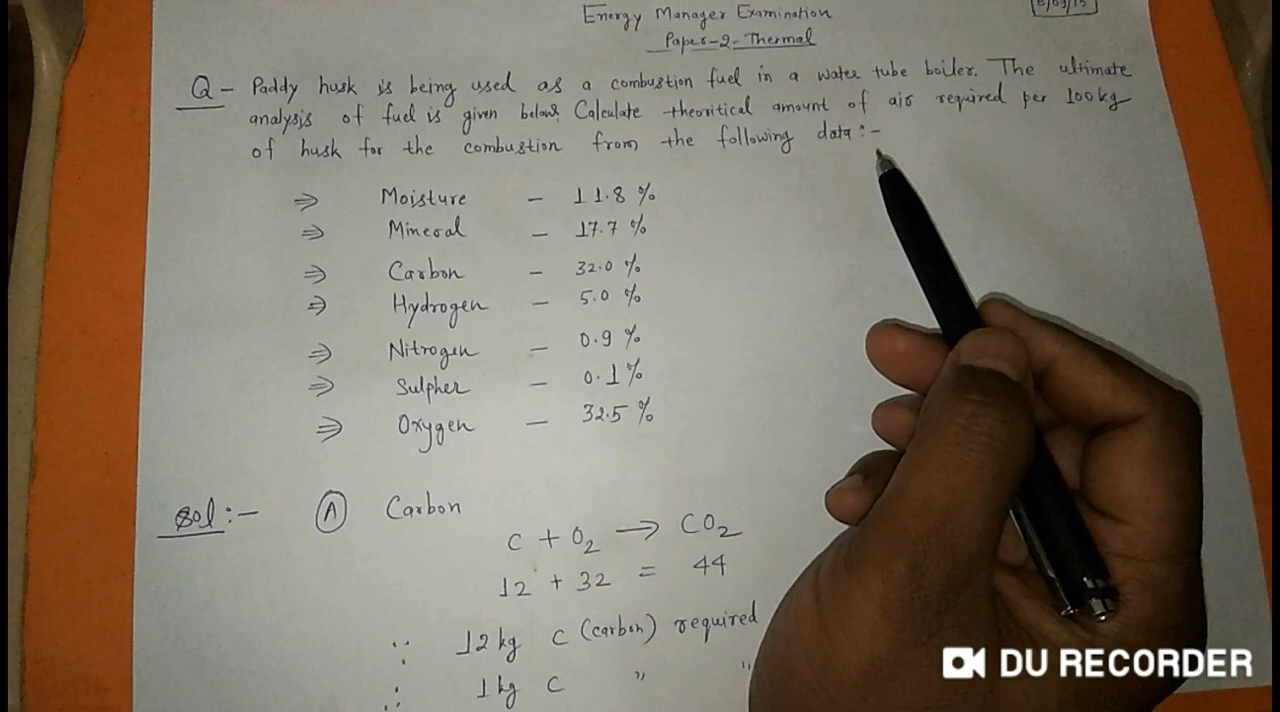 Energy Manager Examination
Paper-2-Thermal
Q - Paddy husk is being used as a combustion fuel in a water tube boiler. The ultimate
analysis of fuel is given below. Calculate theoritical amount of air required per 100kg
of husk for the combustion from the following data:-
⇒ Moisture - 11.8 %
⇒ Mineral - 17.7 %
⇒ Carbon - 32.0 %
⇒ Hydrogen - 5.0 %
⇒ Nitrogen - 0.9 %
⇒ Sulpher - 0.1 %
⇒ Oxygen - 32.5 %
Sol:- (A) Carbon
C + O₂ → CO₂
12 + 32 = 44
∵ 12 kg C (carbon) required
∴ 1 kg C " "
DU RECORDER